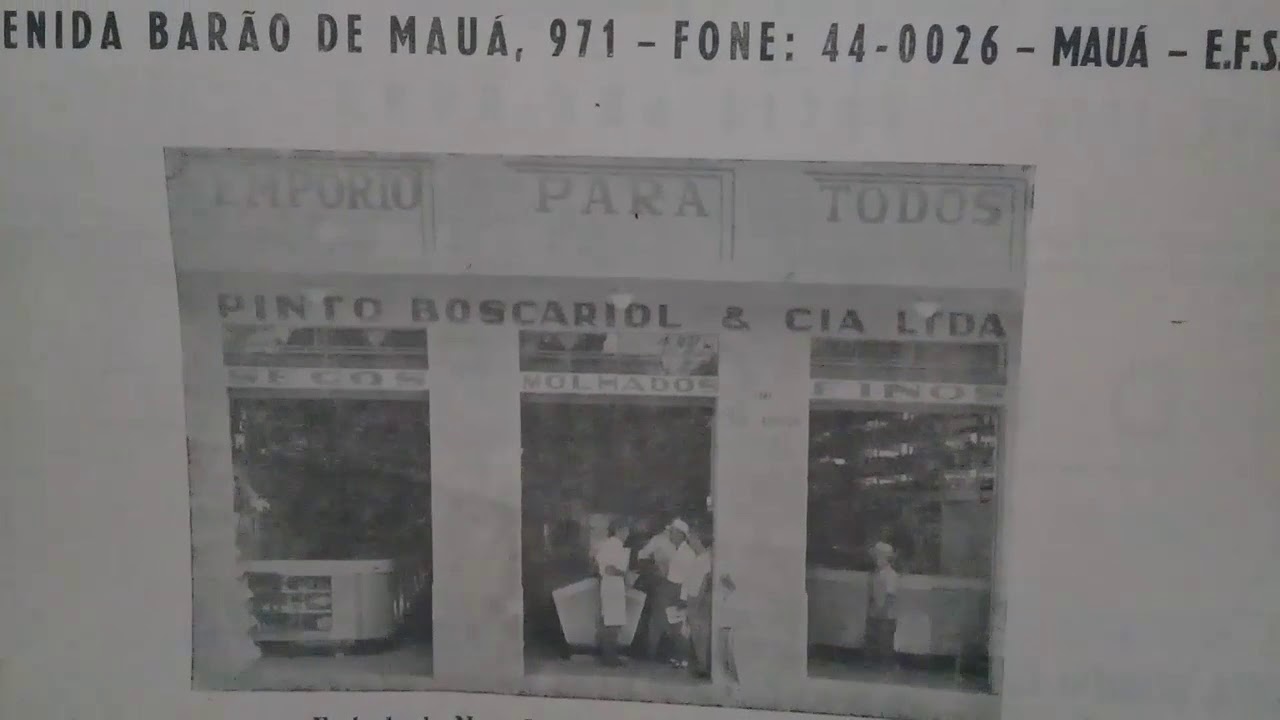 ENIDA BARÃO DE MAUÁ, 971 – FONE: 44-0026 – MAUÁ – E.F.S.
EMPORIO PARA TODOS
PINTO BOSCARIOL & CIA LTDA
SECOS MOLHADOS FINOS